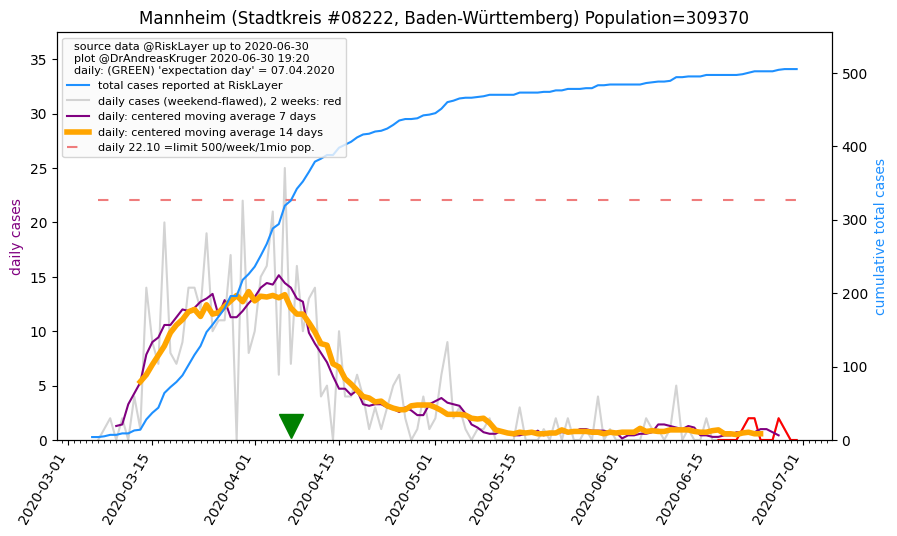 Mannheim (Stadtkreis #08222, Baden-Württemberg) Population=309370
source data @RiskLayer up to 2020-06-30
plot @DrAndreasKruger 2020-06-30 19:20
daily: (GREEN) 'expectation day' = 07.04.2020
total cases reported at RiskLayer
daily cases (weekend-flawed), 2 weeks: red
daily: centered moving average 7 days
daily: centered moving average 14 days
daily 22.10 =limit 500/week/1mio pop.
daily cases
35
30
25
20
15
10
5
0
cumulative total cases
500
400
300
200
100
0
2020-03-01
2020-03-15
2020-04-01
2020-04-15
2020-05-01
2020-05-15
2020-06-01
2020-06-15
2020-07-01